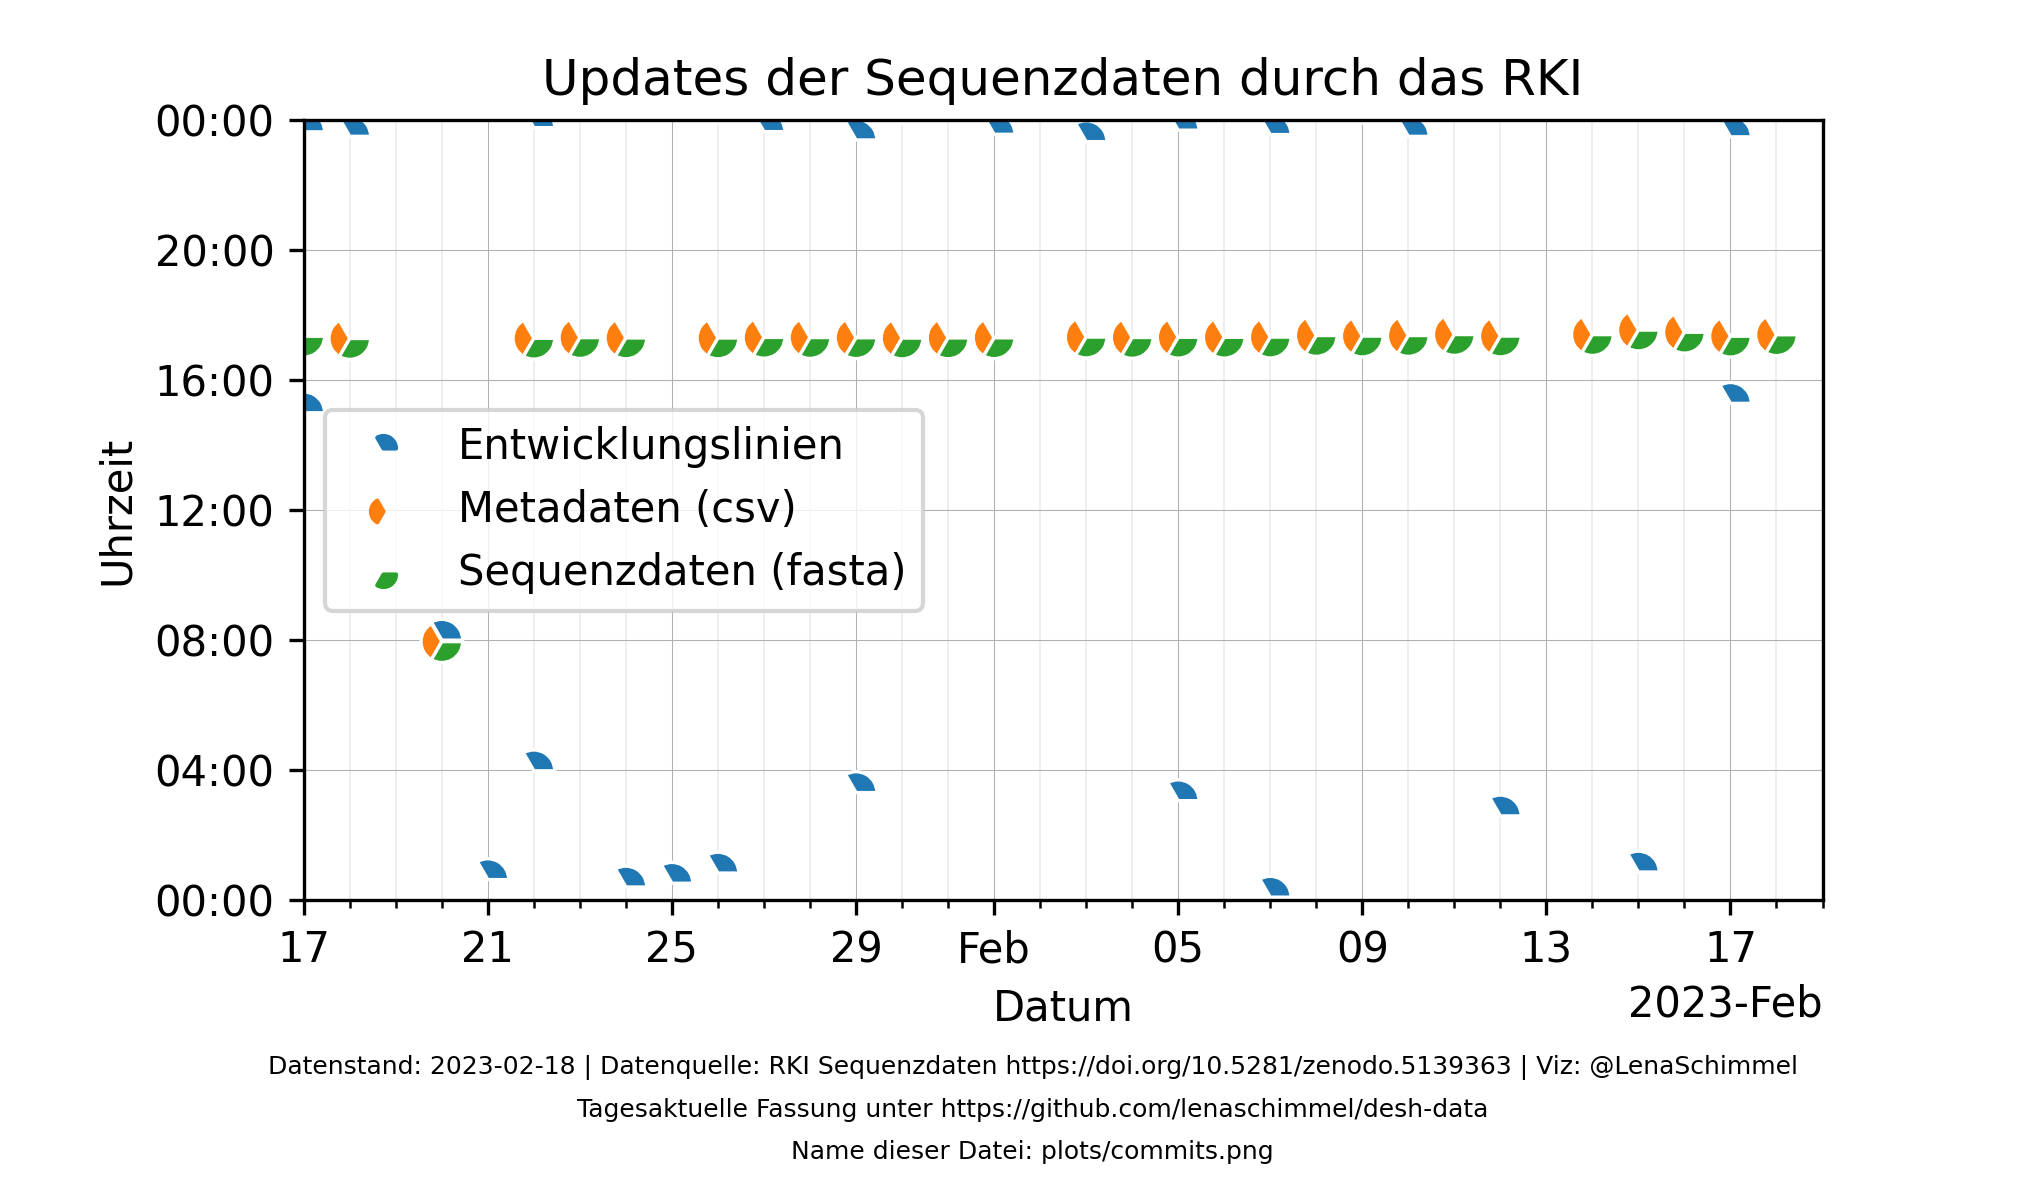 Updates der Sequenzdaten durch das RKI
00:00
20:00
16:00
12:00
08:00
04:00
00:00
Uhrzeit
Entwicklungslinien
Metadaten (csv)
Sequenzdaten (fasta)
17 21 25 29 Feb 05 09 13 17
Datum
2023-Feb
Datenstand: 2023-02-18 | Datenquelle: RKI Sequenzdaten https://doi.org/10.5281/zenodo.5139363 | Viz: @LenaSchimmel
Tagesaktuelle Fassung unter https://github.com/lenaschimmel/desh-data
Name dieser Datei: plots/commits.png